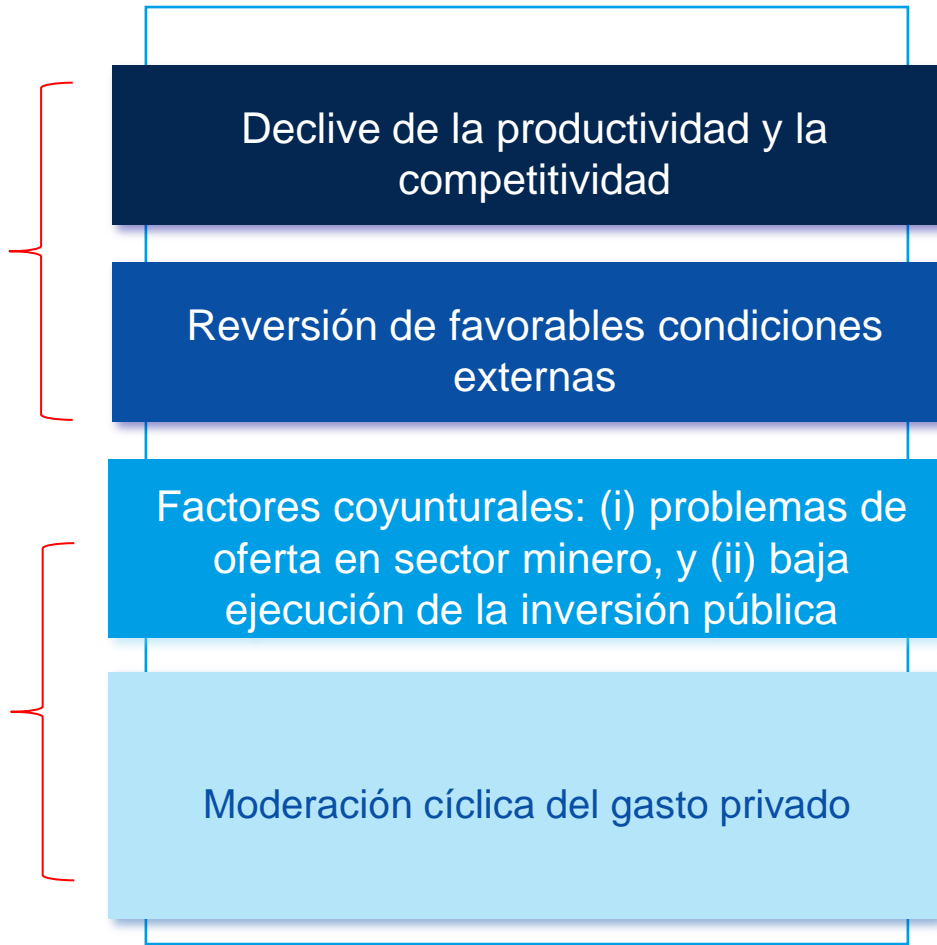 Declive de la productividad y la
competitividad
Reversión de favorables condiciones
externas
Factores coyunturales: (i) problemas de
oferta en sector minero, y (ii) baja
ejecución de la inversión pública
Moderación cíclica del gasto privado